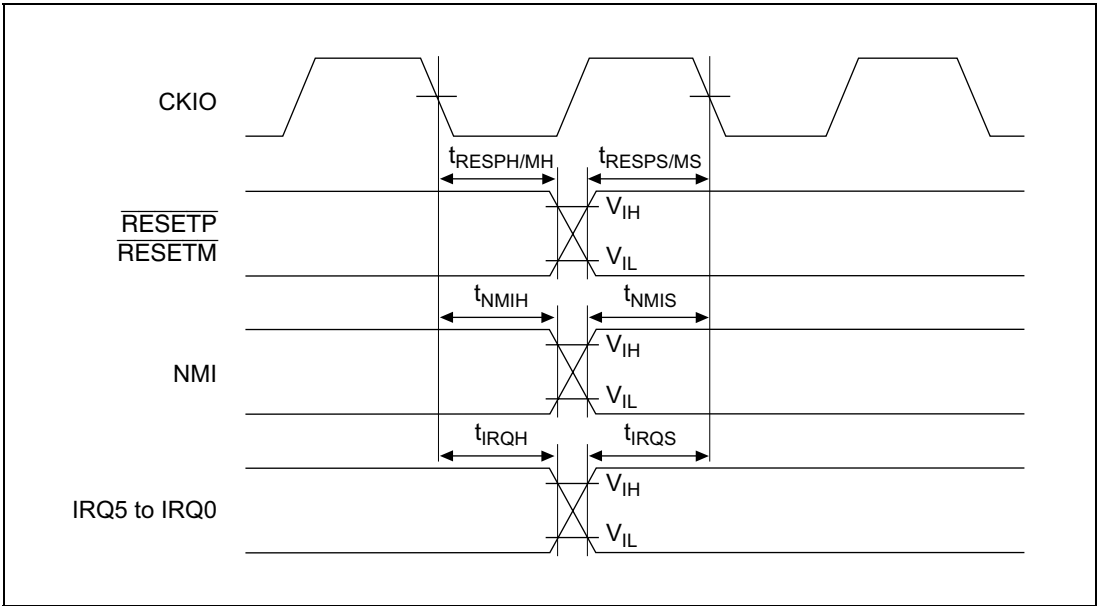 CKIO
tRESPH/MH tRESPS/MS
RESETP
RESETM
VIH
VIL
tNMIH tNMIS
NMI
VIH
VIL
tIRQH tIRQS
IRQ5 to IRQ0
VIH
VIL